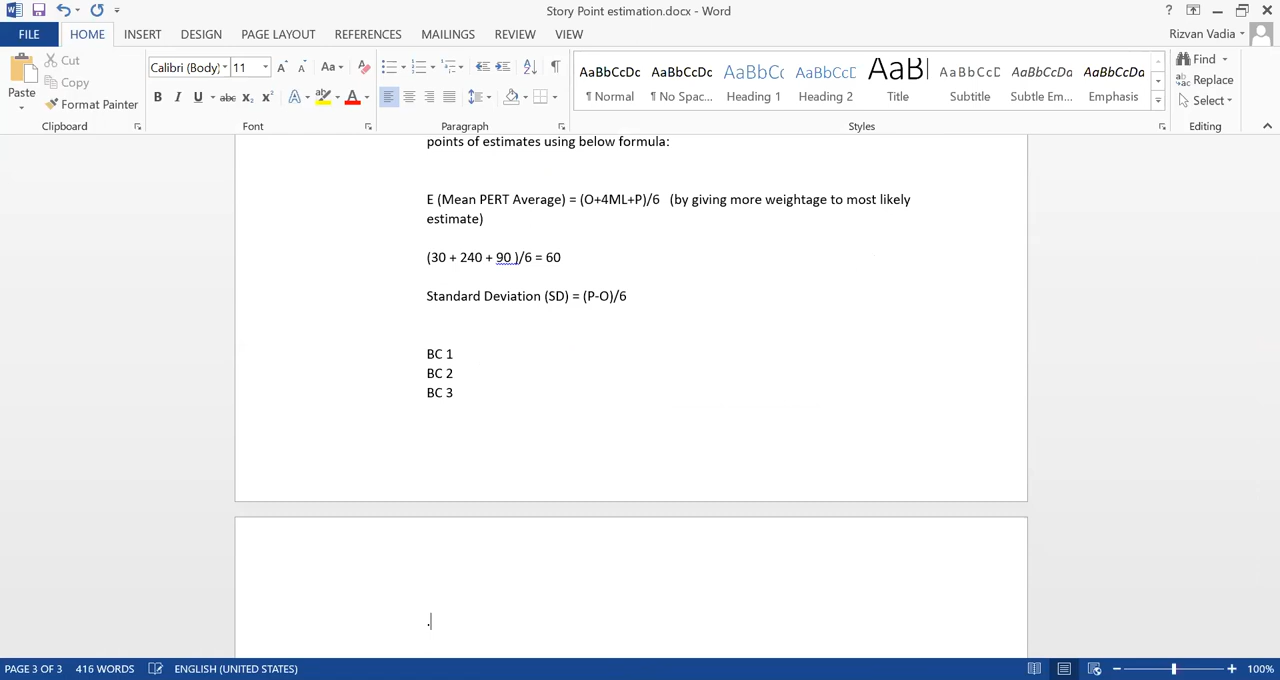 Story Point estimation.docx - Word
FILE HOME INSERT DESIGN PAGE LAYOUT REFERENCES MAILINGS REVIEW VIEW Rizvan Vadia
Paste
Cut
Copy
Format Painter
Clipboard
Calibri (Body) 11
Font
Paragraph
AaBbCcDc AaBbCcDc AaBbCc AaBbCcD AaB AaBbCcD AaBbCcDa AaBbCcDa
¶ Normal ¶ No Spac... Heading 1 Heading 2 Title Subtitle Subtle Em... Emphasis
Styles
Find
Replace
Select
Editing
points of estimates using below formula:
E (Mean PERT Average) = (O+4ML+P)/6 (by giving more weightage to most likely
estimate)
(30 + 240 + 90 )/6 = 60
Standard Deviation (SD) = (P-O)/6
BC 1
BC 2
BC 3
.
PAGE 3 OF 3 416 WORDS ENGLISH (UNITED STATES) 100%